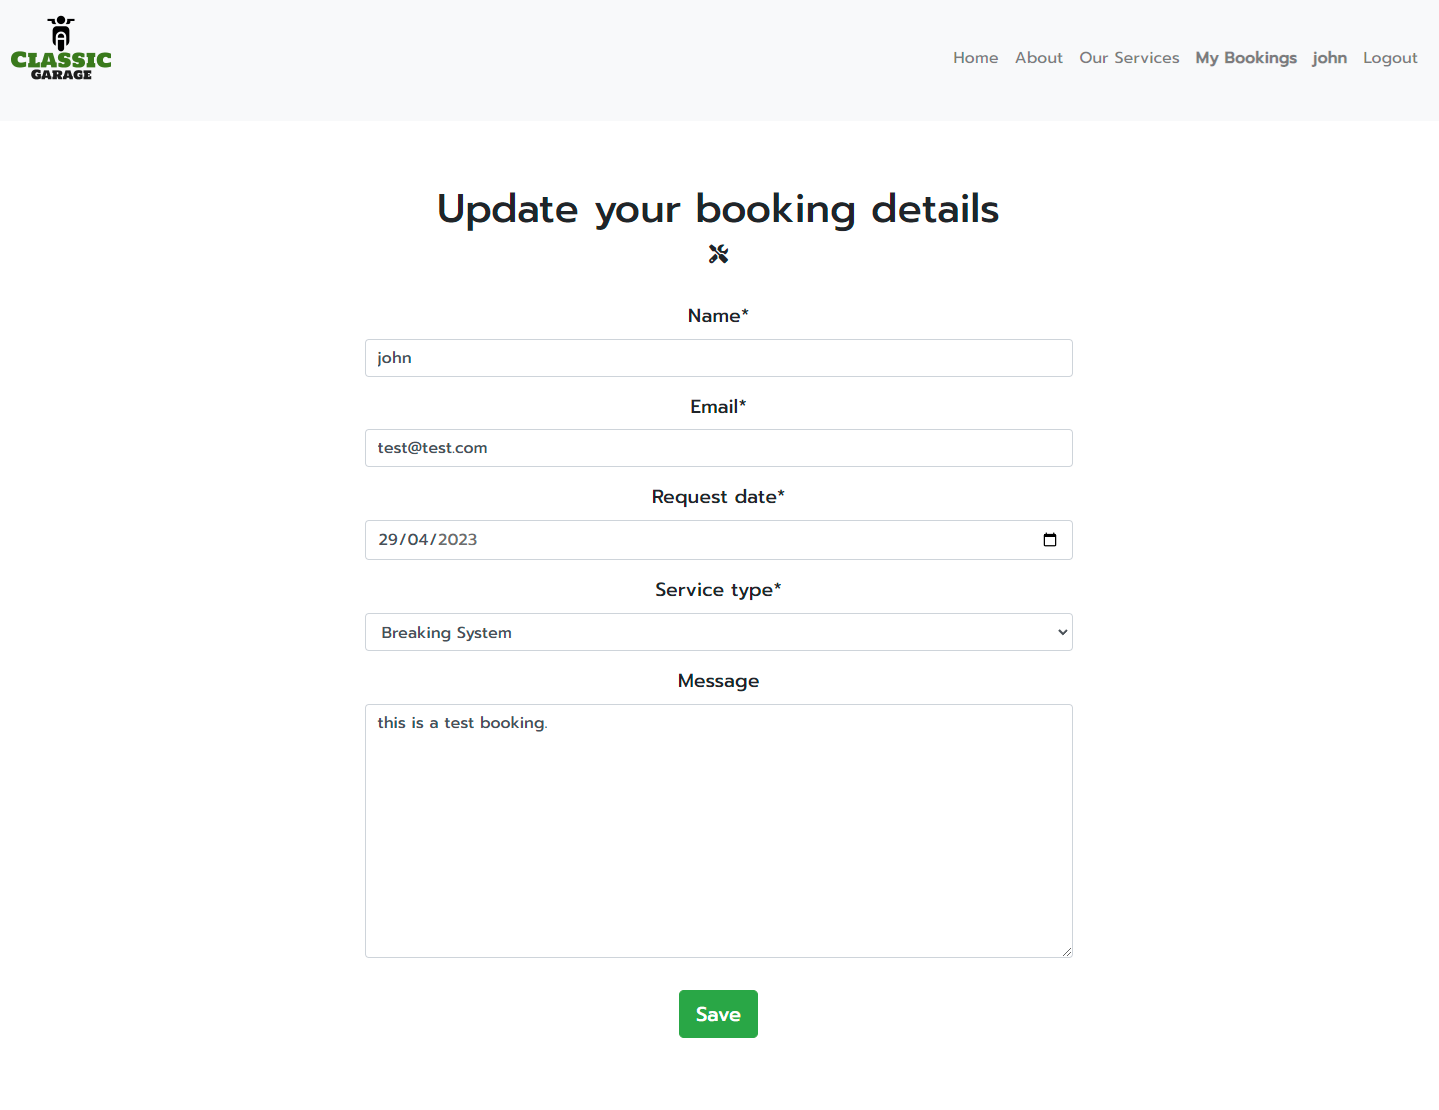 CLASSIC
GARAGE
Home About Our Services My Bookings john Logout
Update your booking details
Name*
john
Email*
test@test.com
Request date*
29/04/2023
Service type*
Breaking System
Message
this is a test booking.
Save